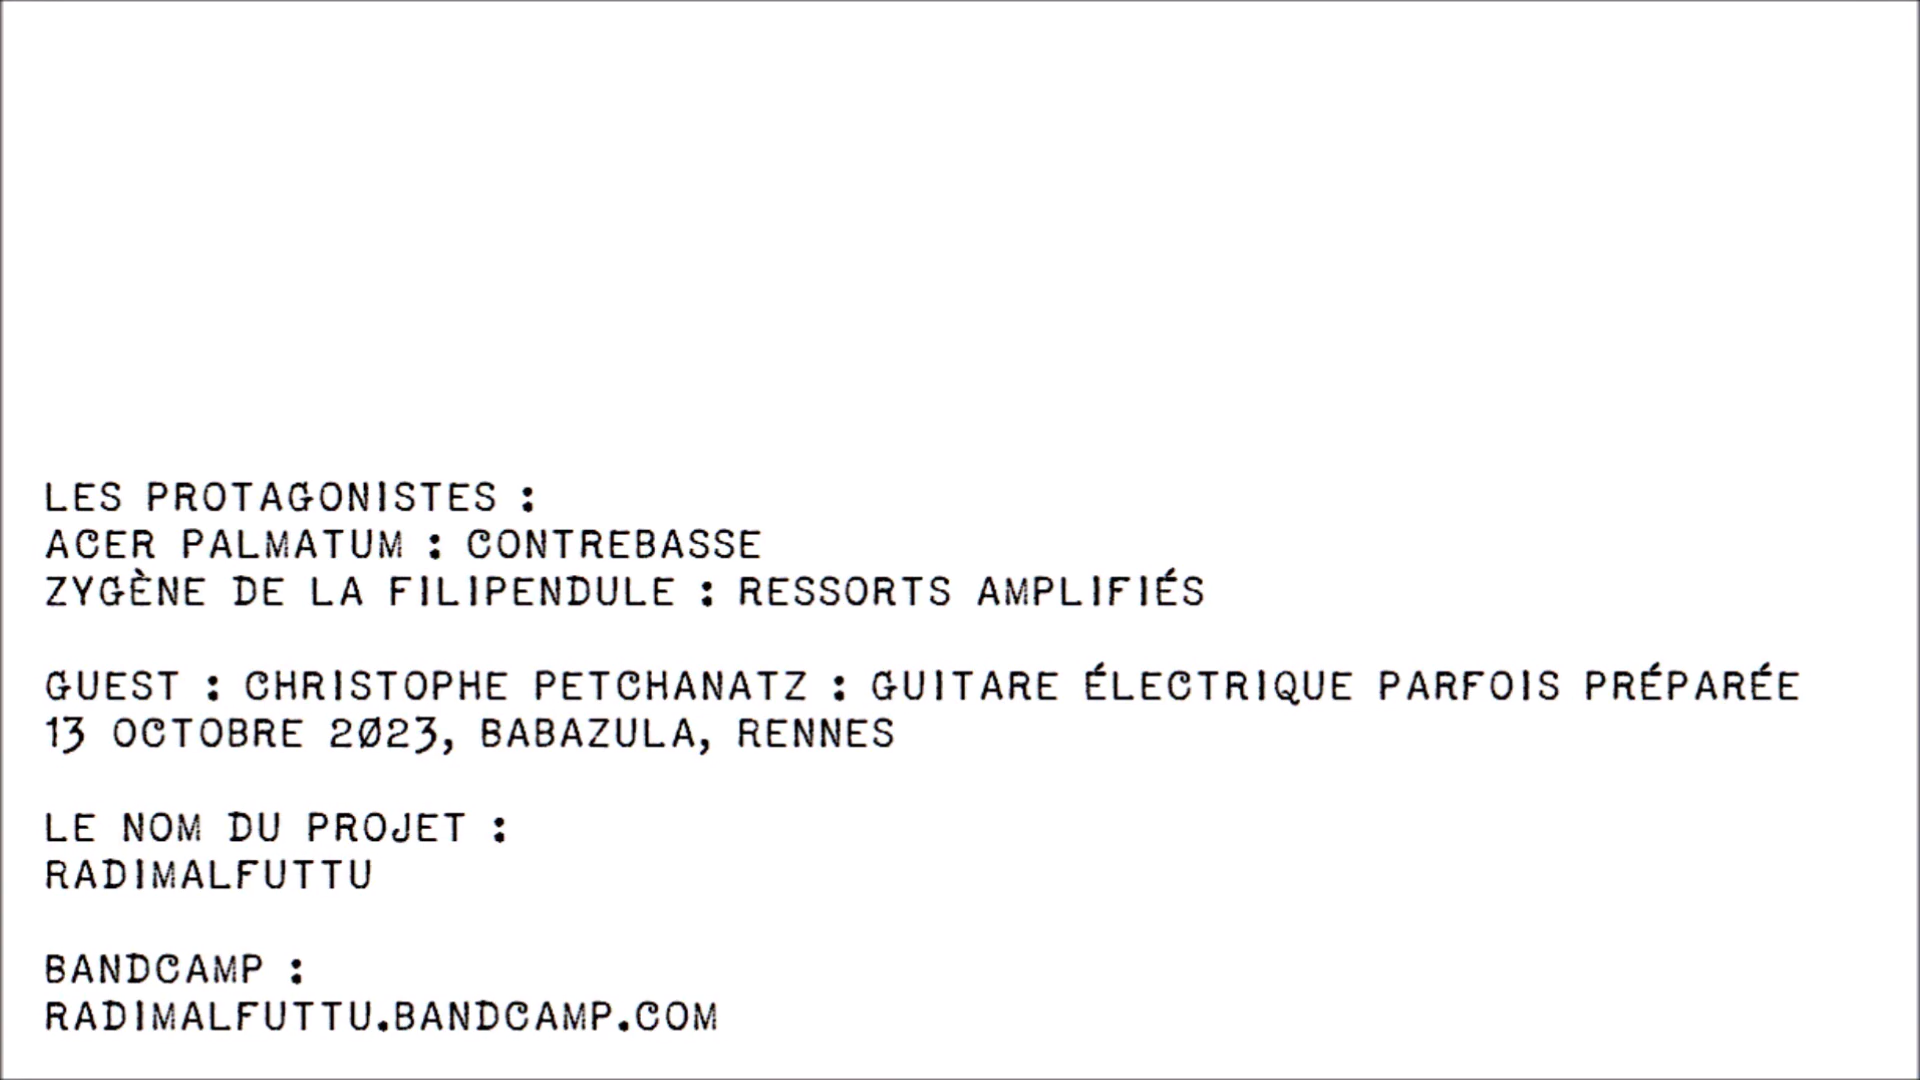 LES PROTAGONISTES :
ACER PALMATUM : CONTREBASSE
ZYGÈNE DE LA FILIPENDULE : RESSORTS AMPLIFIÉS
GUEST : CHRISTOPHE PETCHANATZ : GUITARE ÉLECTRIQUE PARFOIS PRÉPARÉE
13 OCTOBRE 2023, BABAZULA, RENNES
LE NOM DU PROJET :
RADIMALFUTTU
BANDCAMP :
RADIMALFUTTU.BANDCAMP.COM